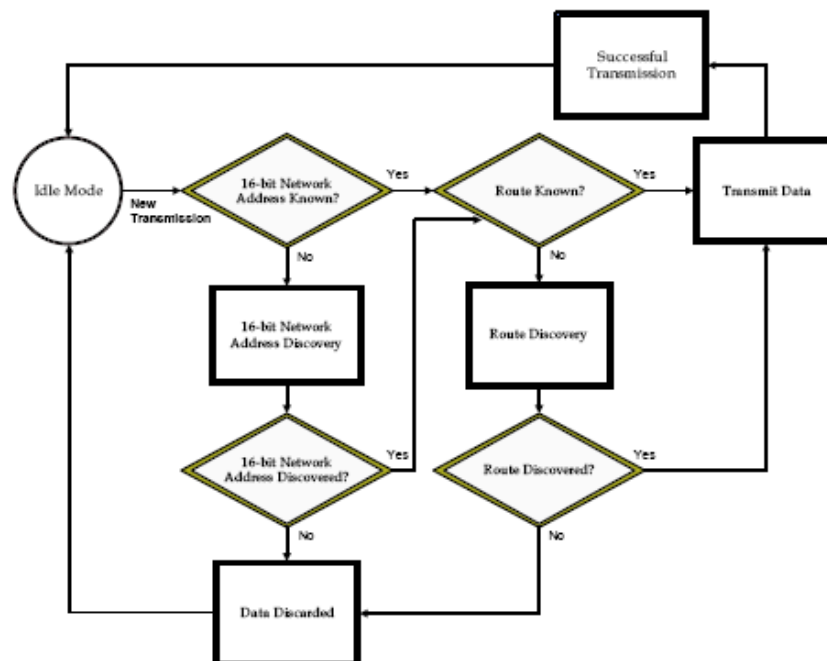 Successful
Transmission
Idle Mode
New
Transmission
16-bit Network
Address Known?
Yes
Route Known?
Yes
Transmit Data
No
No
16-bit Network
Address Discovery
Route Discovery
16-bit Network
Address Discovered?
Yes
Route Discovered?
Yes
No
No
Data Discarded